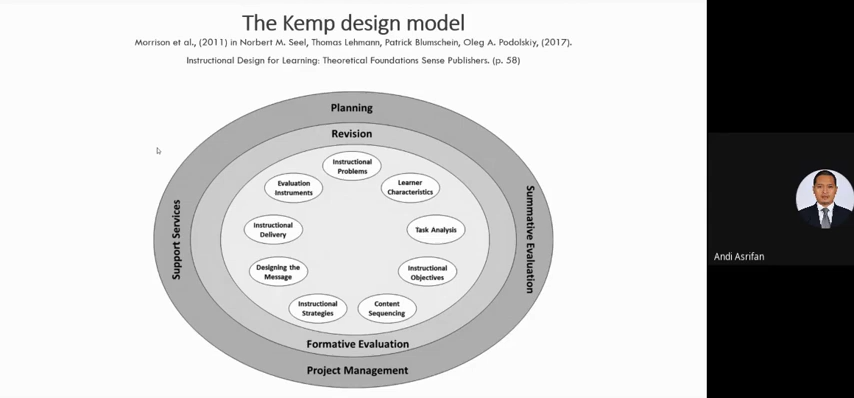 The Kemp design model
Morrison et al., (2011) in Norbert M. Seel, Thomas Lehmann, Patrick Blumschein, Oleg A. Podolskiy, (2017).
Instructional Design for Learning: Theoretical Foundations Sense Publishers. (p. 58)
Planning
Revision
Instructional
Problems
Evaluation
Instruments
Learner
Characteristics
Instructional
Delivery
Task Analysis
Designing the
Message
Instructional
Objectives
Instructional
Strategies
Content
Sequencing
Support Services
Summative Evaluation
Formative Evaluation
Project Management
Andi Asrifan